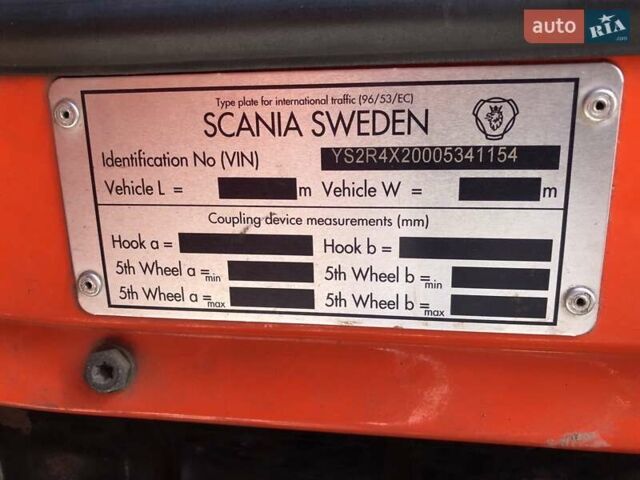 auto RIA.com
Type plate for international traffic (96/53/EC)
SCANIA SWEDEN
Identification No (VIN) YS2R4X20005341154
Vehicle L = m Vehicle W = m
Coupling device measurements (mm)
Hook a = Hook b =
5th Wheel a = min 5th Wheel b = min
5th Wheel a = max 5th Wheel b = max